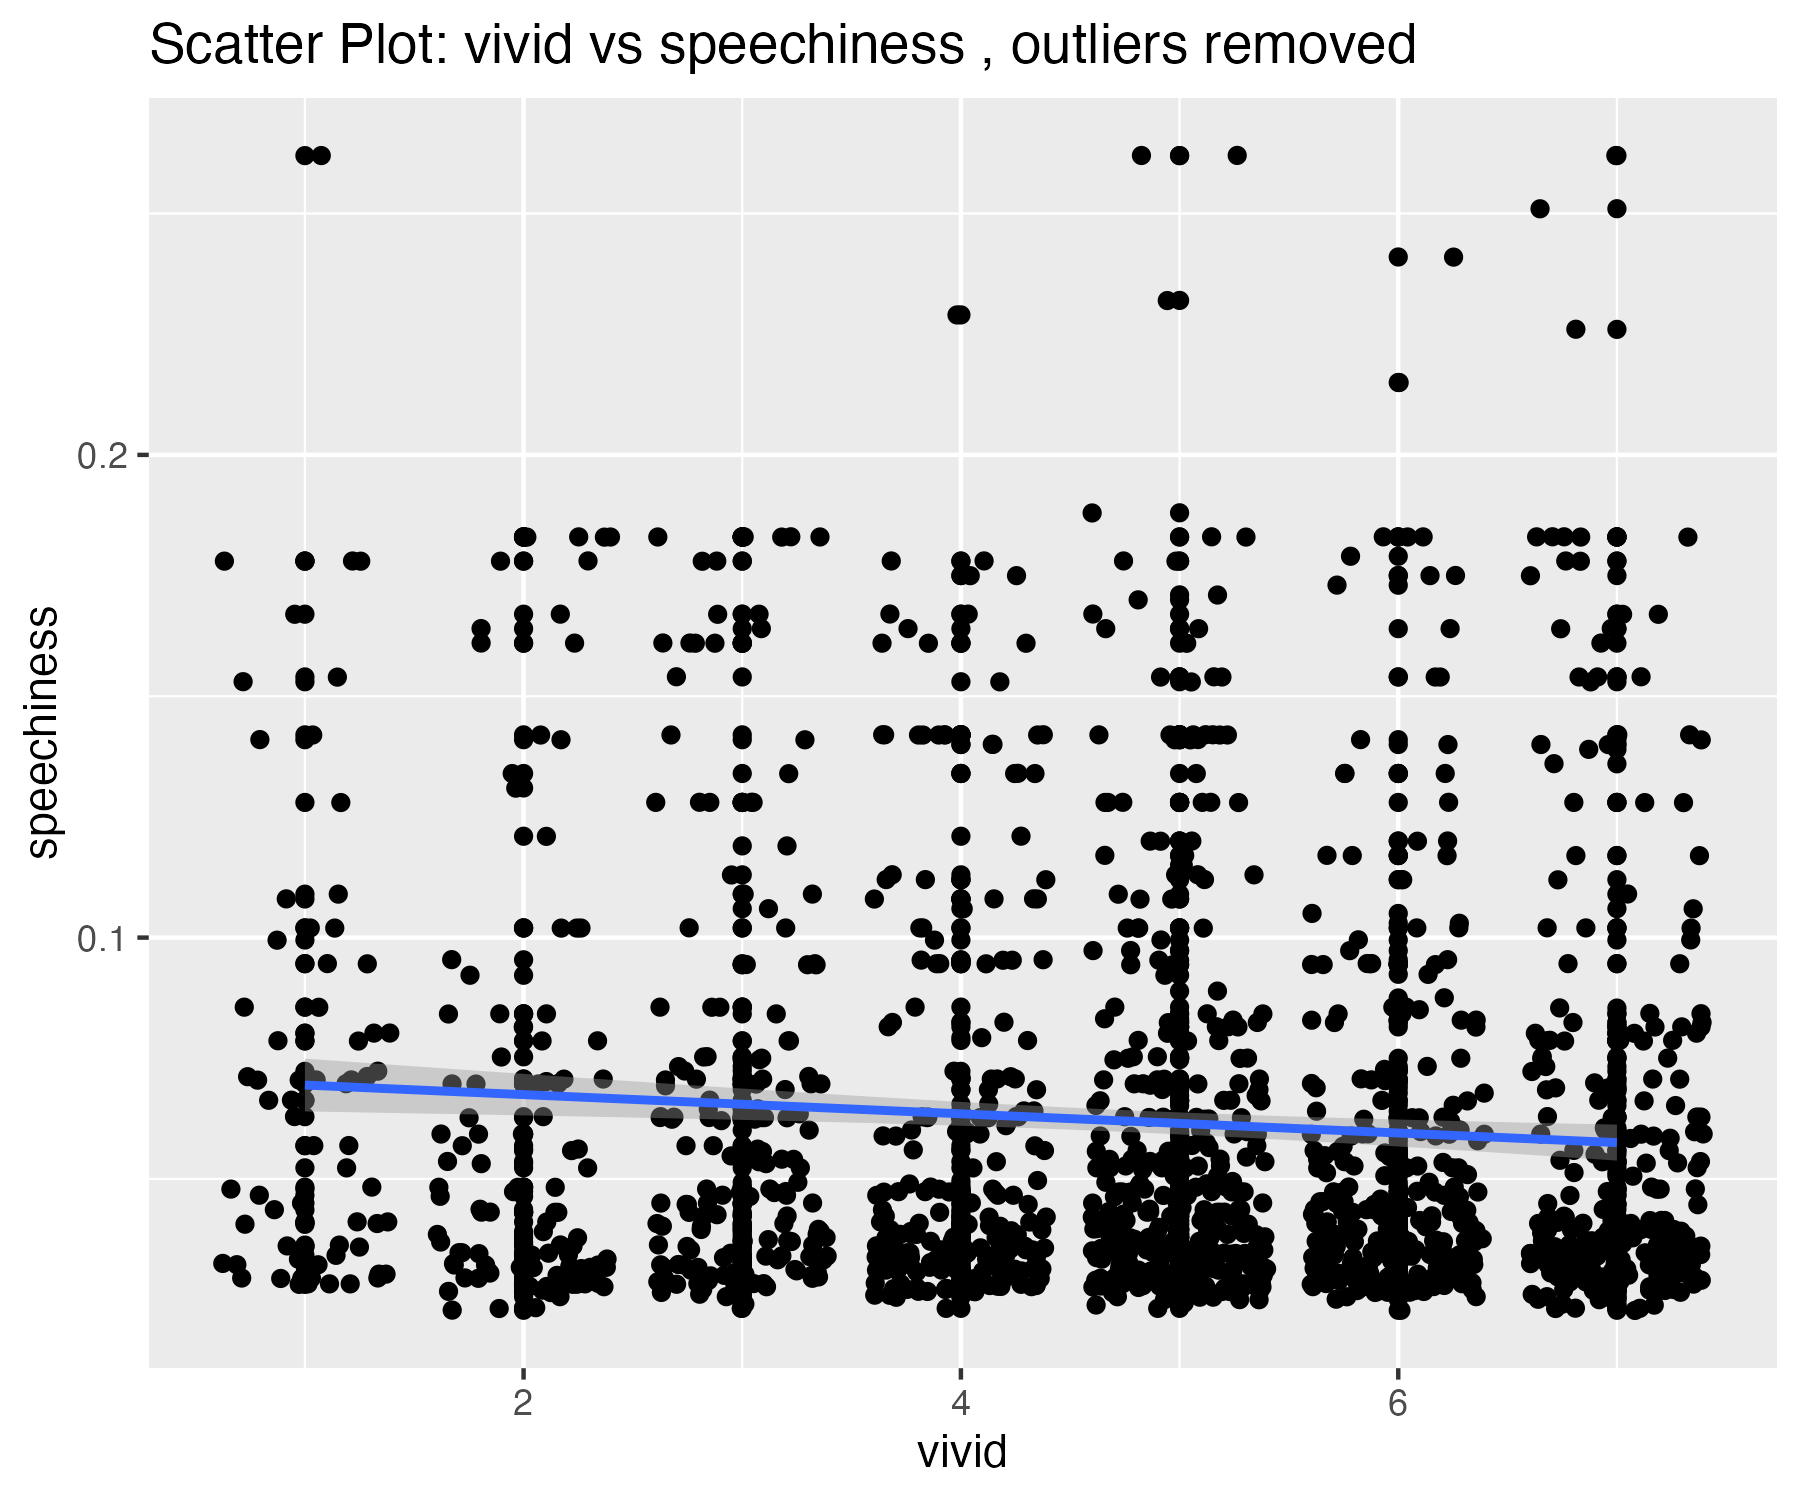 Scatter Plot: vivid vs speechiness , outliers removed
speechiness
0.2
0.1
2
4
6
vivid